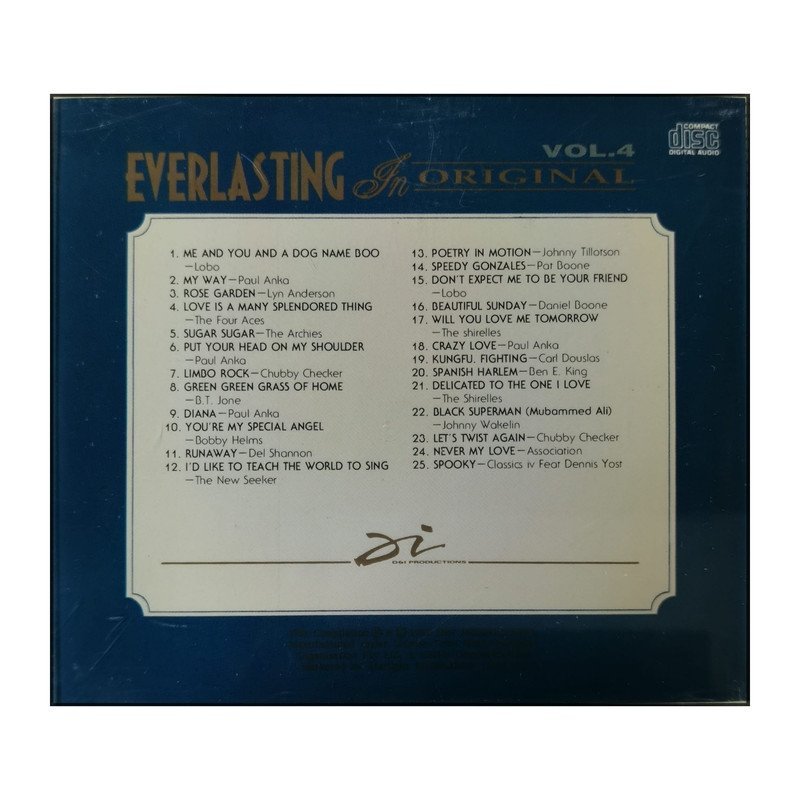 VOL.4
EVERLASTING In ORIGINAL
COMPACT
disc
DIGITAL AUDIO
1. ME AND YOU AND A DOG NAME BOO
—Lobo
2. MY WAY—Paul Anka
3. ROSE GARDEN—Lyn Anderson
4. LOVE IS A MANY SPLENDORED THING
—The Four Aces
5. SUGAR SUGAR—The Archies
6. PUT YOUR HEAD ON MY SHOULDER
—Paul Anka
7. LIMBO ROCK—Chubby Checker
8. GREEN GREEN GRASS OF HOME
—B.T. Jone
9. DIANA—Paul Anka
10. YOU'RE MY SPECIAL ANGEL
—Bobby Helms
11. RUNAWAY—Del Shannon
12. I'D LIKE TO TEACH THE WORLD TO SING
—The New Seeker
13. POETRY IN MOTION—Johnny Tillotson
14. SPEEDY GONZALES—Pat Boone
15. DON'T EXPECT ME TO BE YOUR FRIEND
—Lobo
16. BEAUTIFUL SUNDAY—Daniel Boone
17. WILL YOU LOVE ME TOMORROW
—The shirelles
18. CRAZY LOVE—Paul Anka
19. KUNGFU. FIGHTING—Carl Douslas
20. SPANISH HARLEM—Ben E. King
21. DELICATED TO THE ONE I LOVE
—The Shirelles
22. BLACK SUPERMAN (Mubammed Ali)
—Johnny Wakelin
23. LET'S TWIST AGAIN—Chubby Checker
24. NEVER MY LOVE—Association
25. SPOOKY—Classics iv Feat Dennis Yost
di
D&I PRODUCTIONS